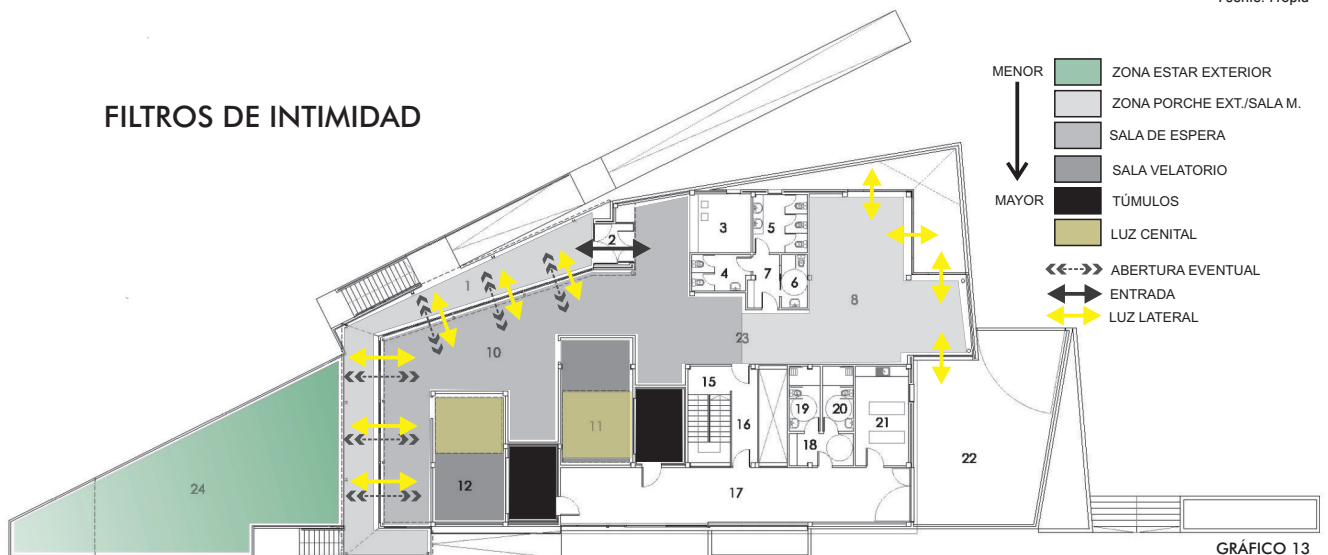 Fuente: Propia
FILTROS DE INTIMIDAD
MENOR
MAYOR
ZONA ESTAR EXTERIOR
ZONA PORCHE EXT./SALA M.
SALA DE ESPERA
SALA VELATORIO
TÚMULOS
LUZ CENITAL
ABERTURA EVENTUAL
ENTRADA
LUZ LATERAL
1
2
3
4
5
6
7
8
10
11
12
15
16
17
18
19
20
21
22
23
24
GRÁFICO 13